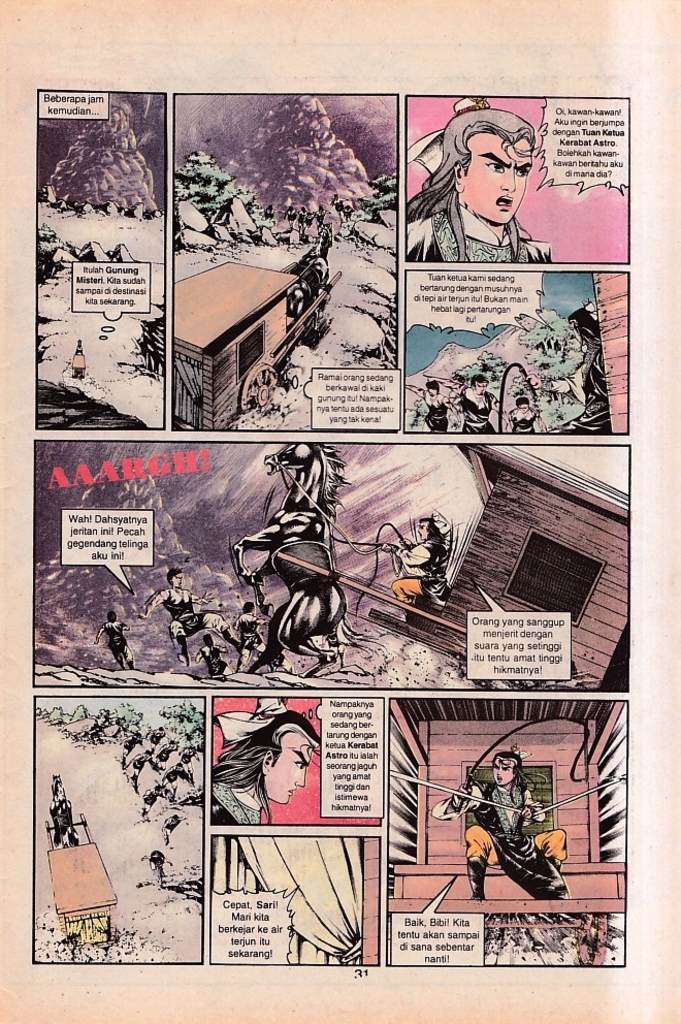 Beberapa jam
kemudian...
Itulah Gunung
Misteri. Kita sudah
sampai di destinasi
kita sekarang.
Ramai orang sedang
berkawal di kaki
gunung itu! Nampak-
nya tentu ada sesuatu
yang tak kena!
Oi, kawan-kawan!
Aku ingin berjumpa
dengan Tuan Ketua
Kerabat Astro.
Bolehkah kawan-
kawan beritahu aku
di mana dia?
Tuan ketua kami sedang
bertarung dengan musuhnya
di tepi air terjun itu! Bukan main
hebat lagi pertarungan
itu!
AAARGH!
Wah! Dahsyatnya
jeritan ini! Pecah
gegendang telinga
aku ini!
Orang yang sanggup
menjerit dengan
suara yang setinggi
itu tentu amat tinggi
hikmatnya!
Nampaknya
orang yang
sedang ber-
tarung dengan
ketua Kerabat
Astro itu ialah
seorang jaguh
yang amat
tinggi dan
istimewa
hikmatnya!
Cepat, Sari!
Mari kita
berkejar ke air
terjun itu
sekarang!
Baik, Bibi! Kita
tentu akan sampai
di sana sebentar
nanti!
31